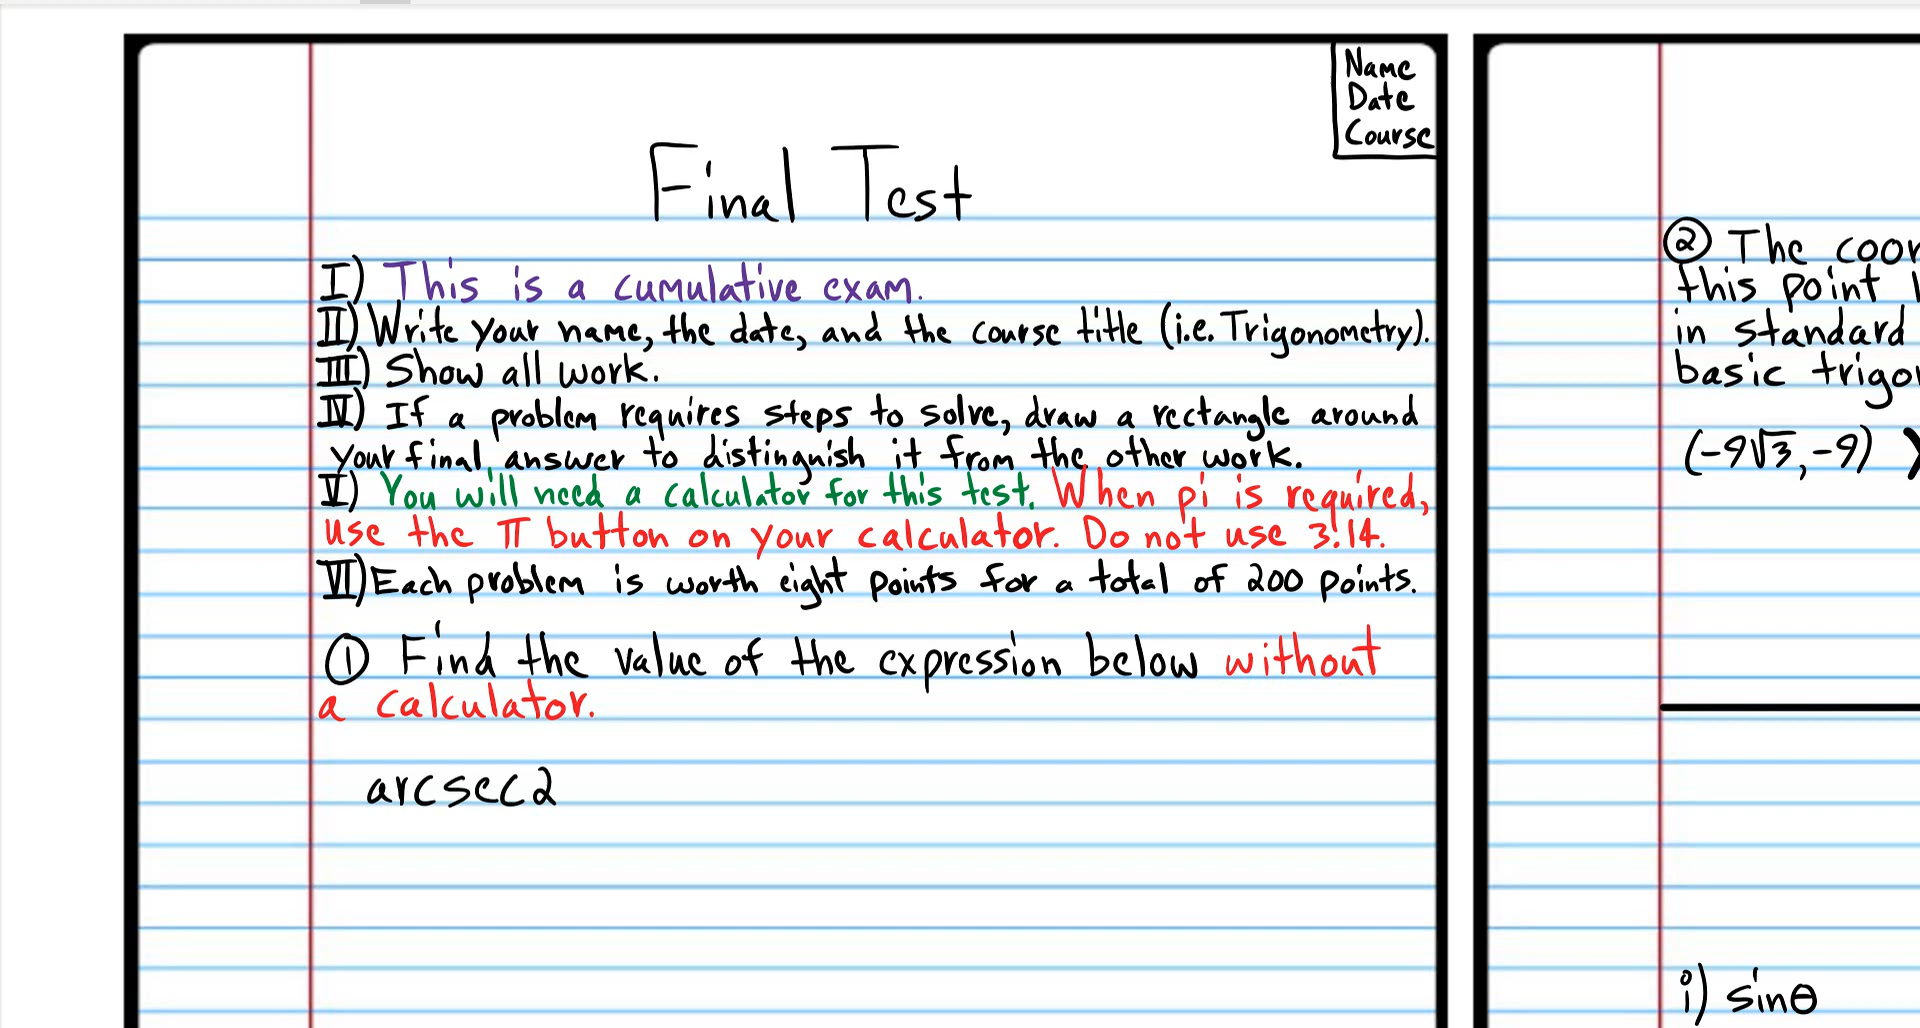 Name
Date
Course
Final Test
I) This is a cumulative exam.
II) Write your name, the date, and the course title (i.e. Trigonometry).
III) Show all work.
IV) If a problem requires steps to solve, draw a rectangle around
your final answer to distinguish it from the other work.
V) You will need a calculator for this test. When pi is required,
use the π button on your calculator. Do not use 3.14.
VI) Each problem is worth eight points for a total of 200 points.
① Find the value of the expression below without
a calculator.
arcsec2
② The coor
this point
in standard
basic trigo
(-9√3, -9)
i) sinθ